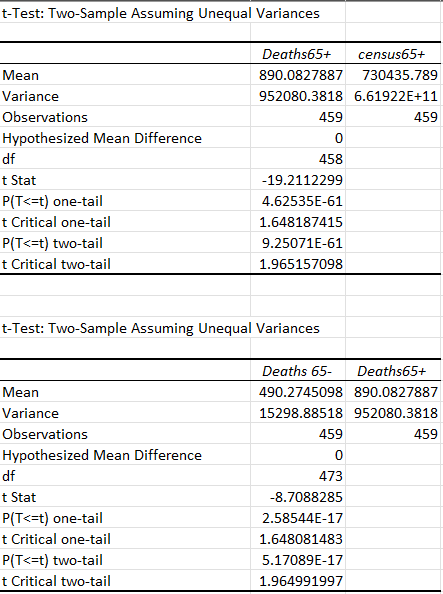 t-Test: Two-Sample Assuming Unequal Variances
Deaths65+ census65+
Mean 890.0827887 730435.789
Variance 952080.3818 6.61922E+11
Observations 459 459
Hypothesized Mean Difference 0
df 458
t Stat -19.2112299
P(T<=t) one-tail 4.62535E-61
t Critical one-tail 1.648187415
P(T<=t) two-tail 9.25071E-61
t Critical two-tail 1.965157098
t-Test: Two-Sample Assuming Unequal Variances
Deaths 65- Deaths65+
Mean 490.2745098 890.0827887
Variance 15298.88518 952080.3818
Observations 459 459
Hypothesized Mean Difference 0
df 473
t Stat -8.7088285
P(T<=t) one-tail 2.58544E-17
t Critical one-tail 1.648081483
P(T<=t) two-tail 5.17089E-17
t Critical two-tail 1.964991997